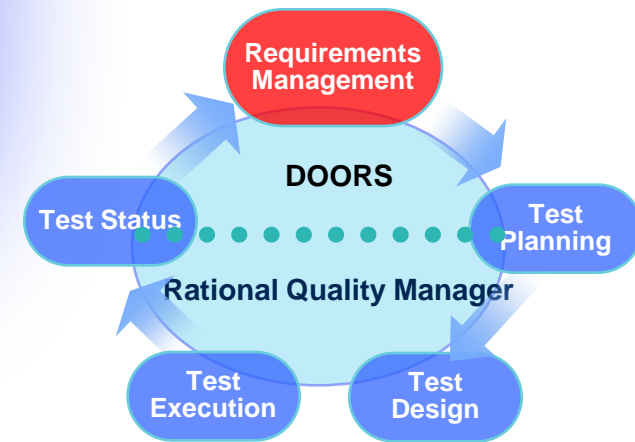 Requirements
Management
DOORS
Test Status
Test
Planning
Rational Quality Manager
Test
Execution
Test
Design